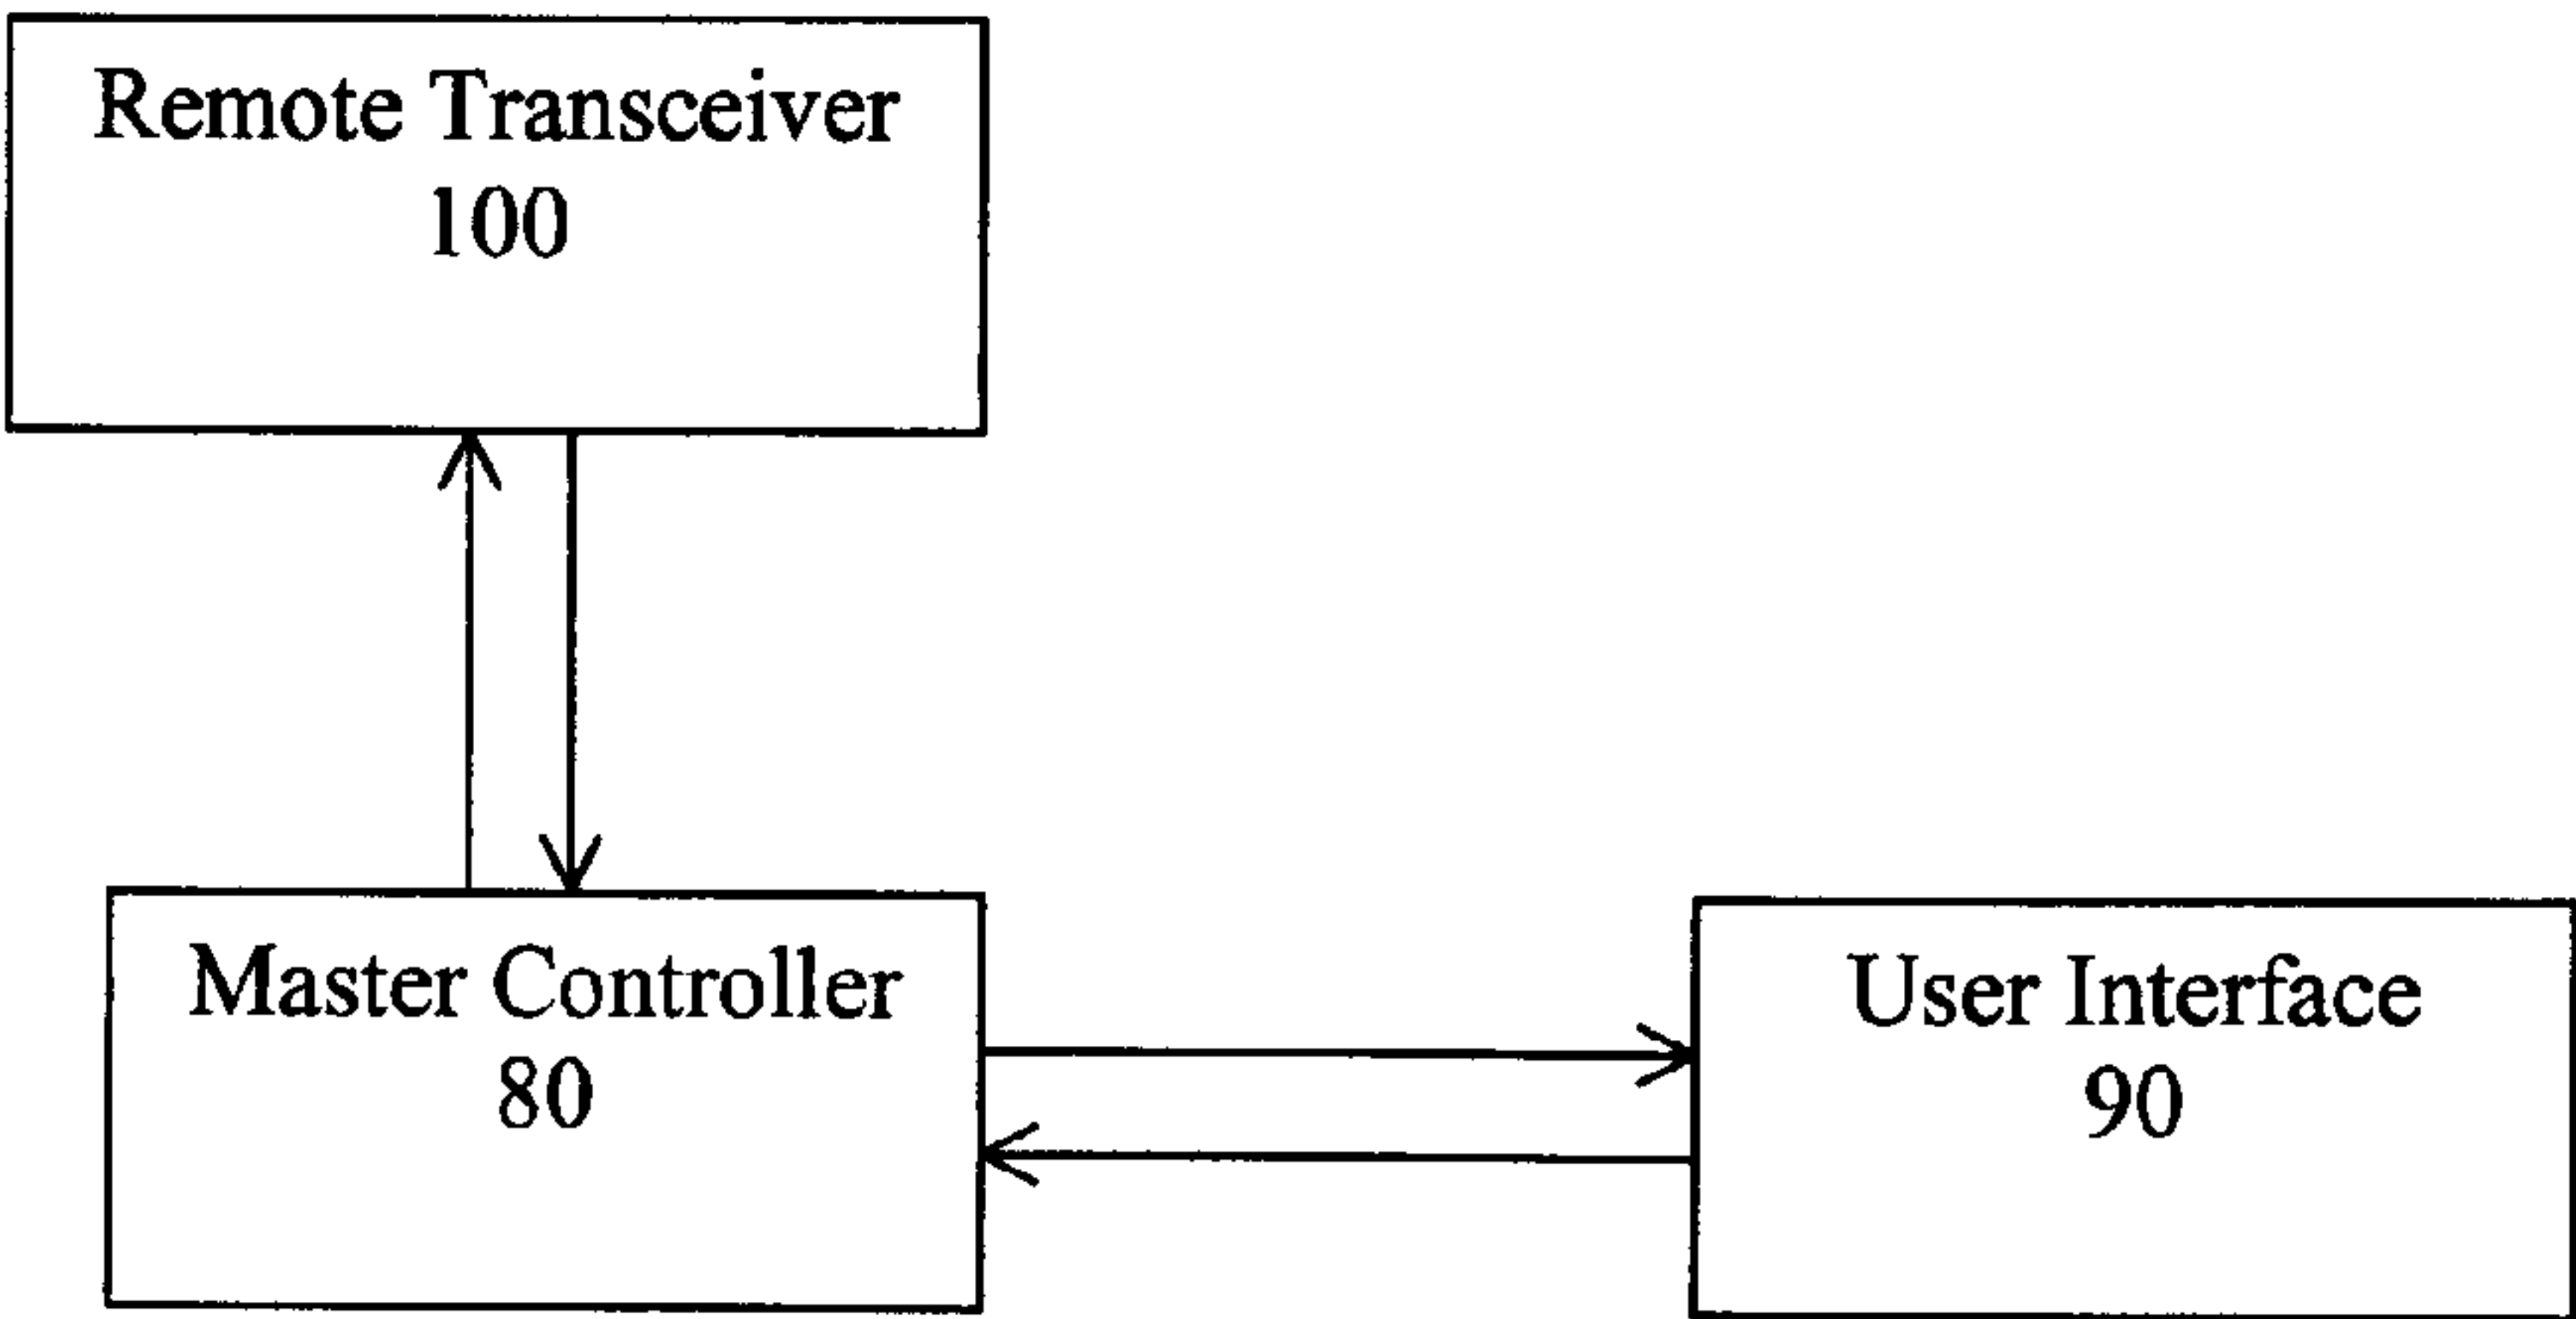 Remote Transceiver
100
Master Controller
80
User Interface
90